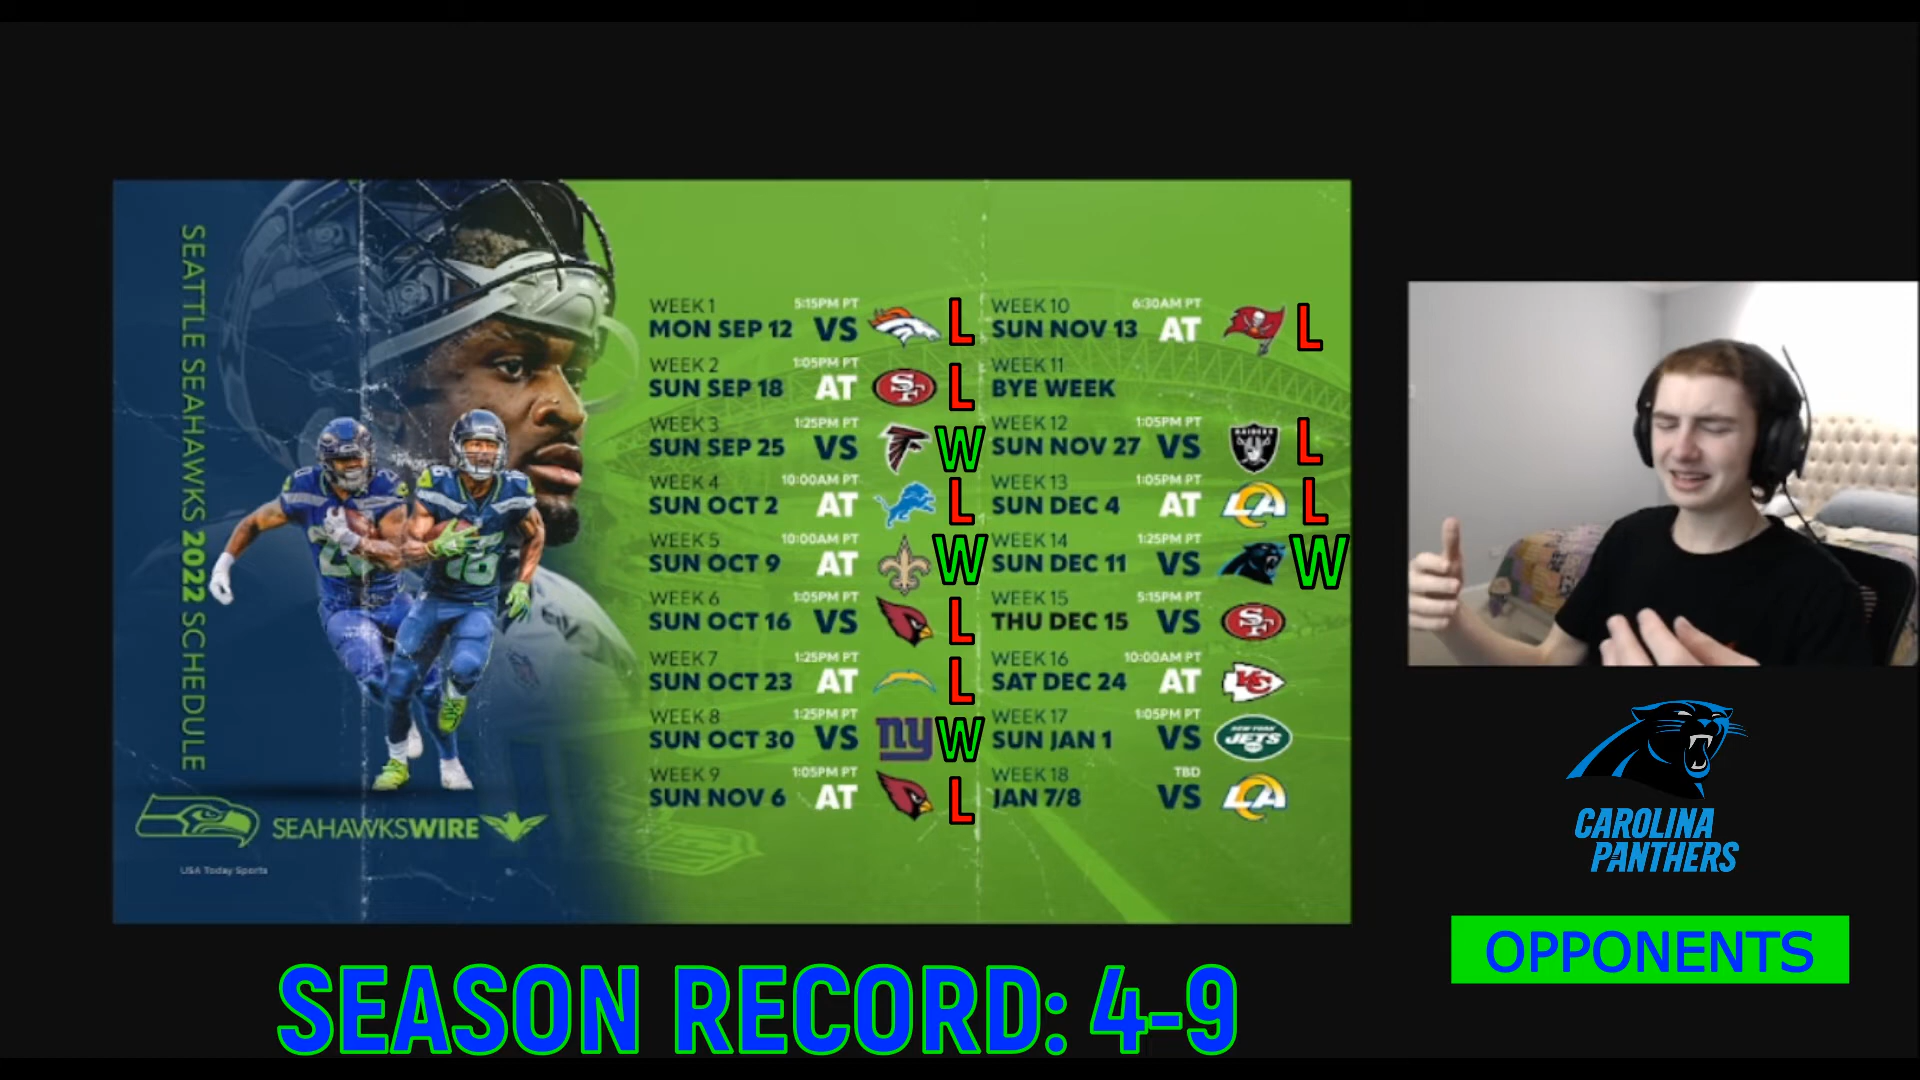 SEATTLE SEAHAWKS 2022 SCHEDULE
WEEK 1 5:15PM PT
MON SEP 12 VS L
WEEK 2 1:05PM PT
SUN SEP 18 AT SF L
WEEK 3 1:25PM PT
SUN SEP 25 VS W
WEEK 4 10:00AM PT
SUN OCT 2 AT L
WEEK 5 10:00AM PT
SUN OCT 9 AT W
WEEK 6 1:05PM PT
SUN OCT 16 VS L
WEEK 7 1:25PM PT
SUN OCT 23 AT L
WEEK 8 1:25PM PT
SUN OCT 30 VS ny W
WEEK 9 1:05PM PT
SUN NOV 6 AT L
WEEK 10 6:30AM PT
SUN NOV 13 AT L
WEEK 11
BYE WEEK
WEEK 12 1:05PM PT
SUN NOV 27 VS RAIDERS L
WEEK 13 1:05PM PT
SUN DEC 4 AT LA L
WEEK 14 1:25PM PT
SUN DEC 11 VS W
WEEK 15 5:15PM PT
THU DEC 15 VS SF
WEEK 16 10:00AM PT
SAT DEC 24 AT KC
WEEK 17 1:05PM PT
SUN JAN 1 VS NEW YORK JETS
WEEK 18 TBD
JAN 7/8 VS LA
SEAHAWKSWIRE
USA Today Sports
CAROLINA
PANTHERS
OPPONENTS
SEASON RECORD: 4-9